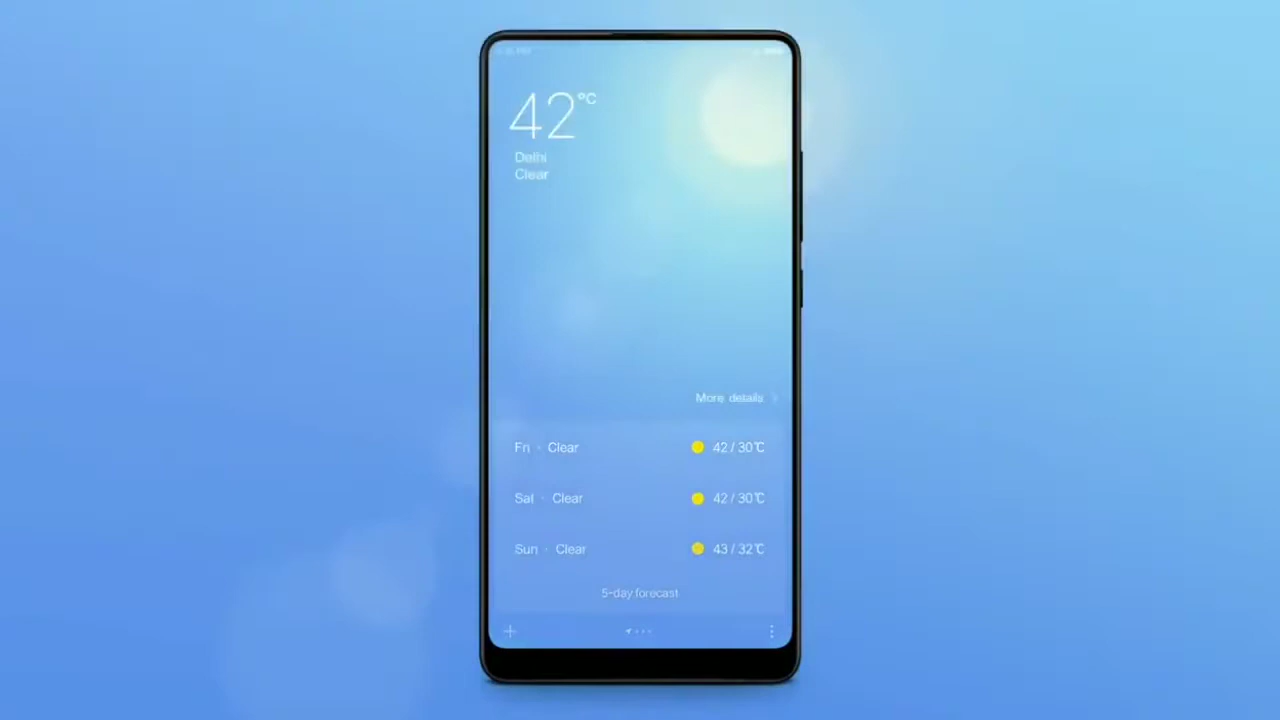 42°C
Delhi
Clear
More details
Fri · Clear 42 / 30℃
Sat · Clear 42 / 30℃
Sun · Clear 43 / 32℃
5-day forecast